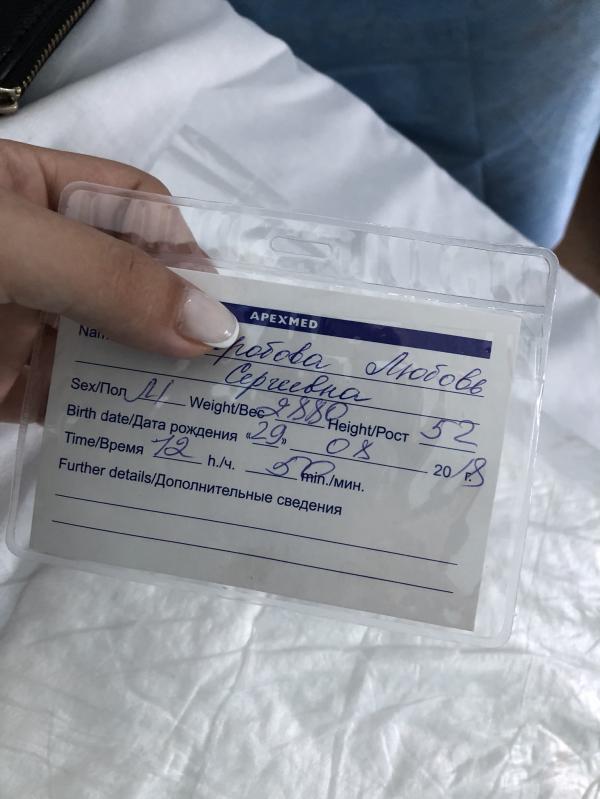 APEXMED
Любовь
Сергеевна
Sex/Пол М Weight/Вес 2880 Height/Рост 52
Birth date/Дата рождения «29» 08 2018 г.
Time/Время 12 h./ч. 50 min./мин.
Further details/Дополнительные сведения